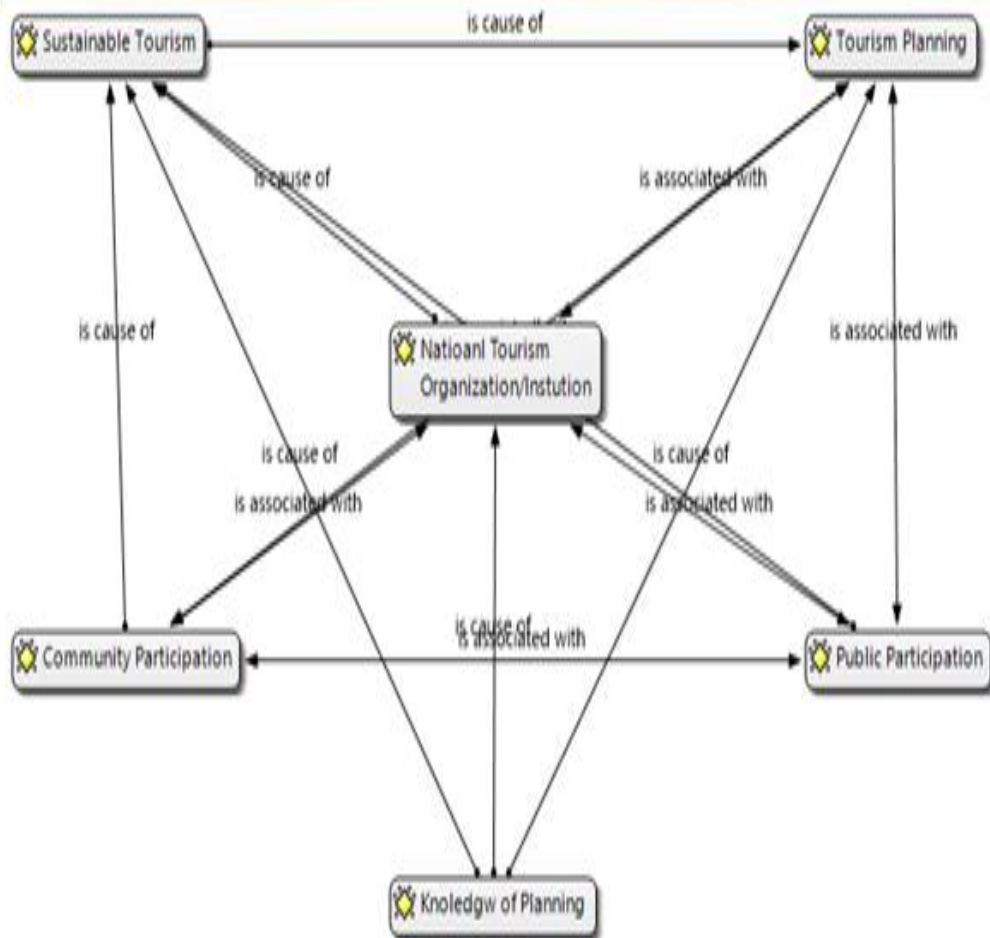 is cause of
Sustainable Tourism
Tourism Planning
is cause of
is associated with
is cause of
is associated with
Natioanl Tourism
Organization/Instution
is cause of
is cause of
is associated with
is associated with
is cause of
is associated with
Community Participation
Public Participation
Knoledgw of Planning